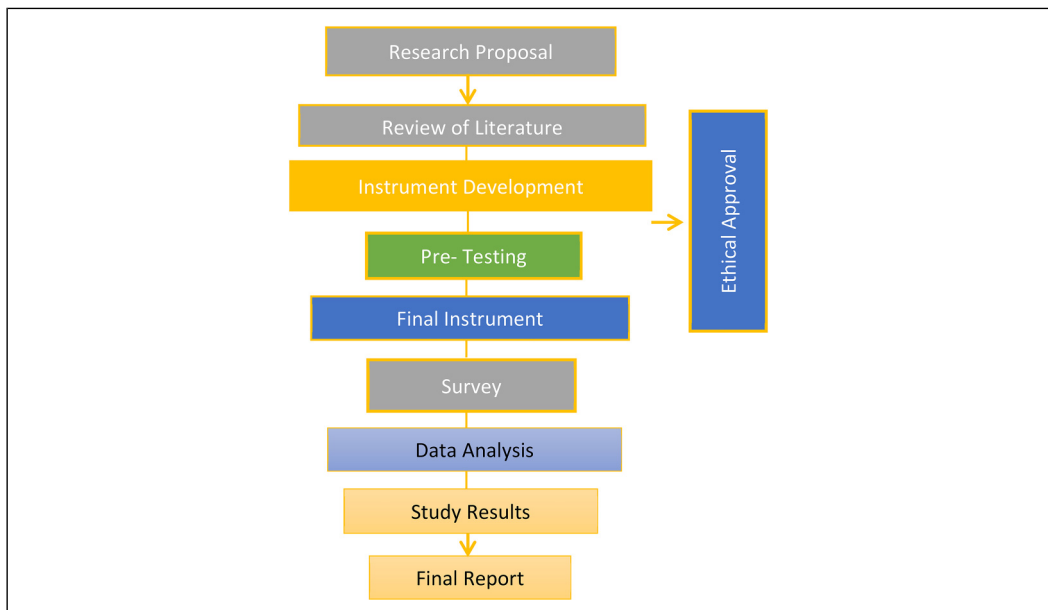 Research Proposal
Review of Literature
Instrument Development
Ethical Approval
Pre- Testing
Final Instrument
Survey
Data Analysis
Study Results
Final Report